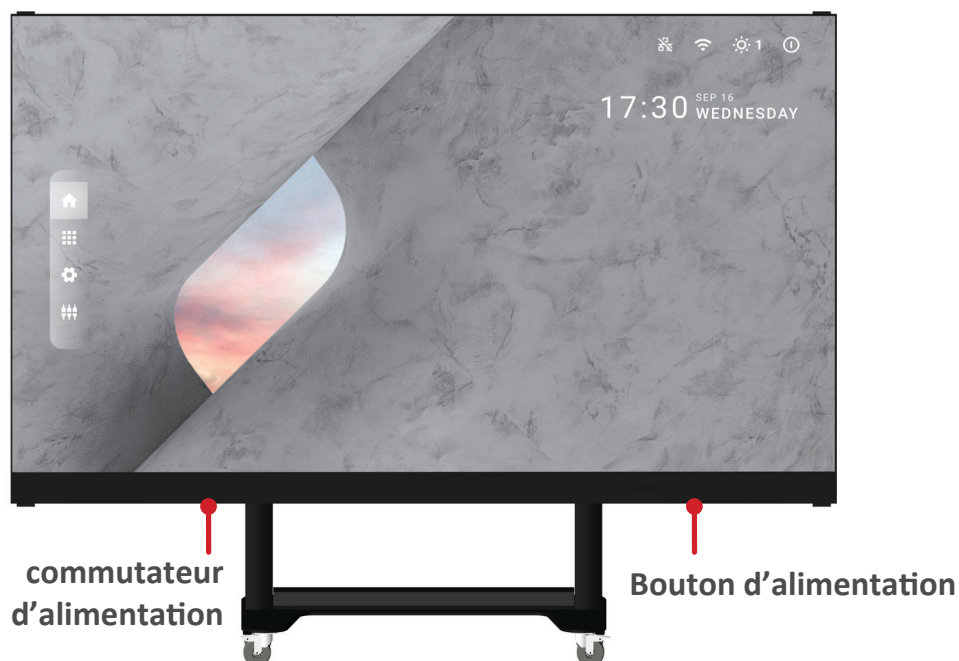 1
17:30 SEP 16
WEDNESDAY
commutateur
d’alimentation
Bouton d’alimentation